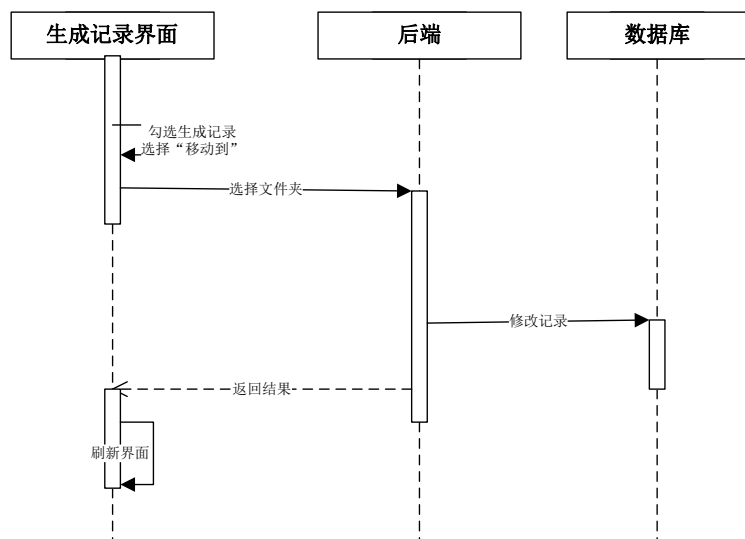 生成记录界面
后端
数据库
勾选生成记录
选择“移动到”
选择文件夹
修改记录
返回结果
刷新界面